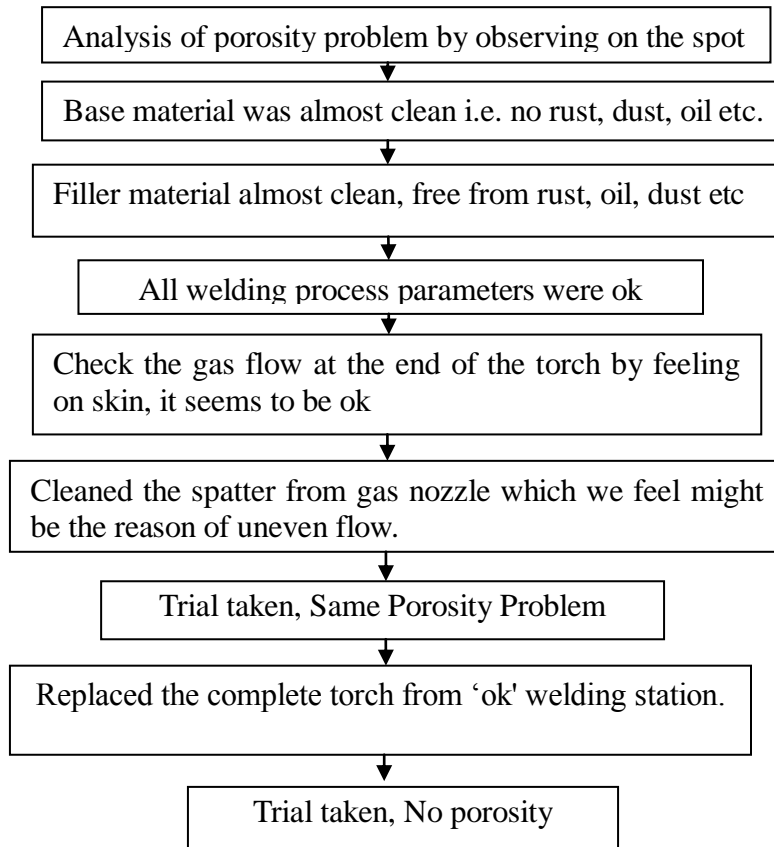 Analysis of porosity problem by observing on the spot
Base material was almost clean i.e. no rust, dust, oil etc.
Filler material almost clean, free from rust, oil, dust etc
All welding process parameters were ok
Check the gas flow at the end of the torch by feeling
on skin, it seems to be ok
Cleaned the spatter from gas nozzle which we feel might
be the reason of uneven flow.
Trial taken, Same Porosity Problem
Replaced the complete torch from ‘ok' welding station.
Trial taken, No porosity